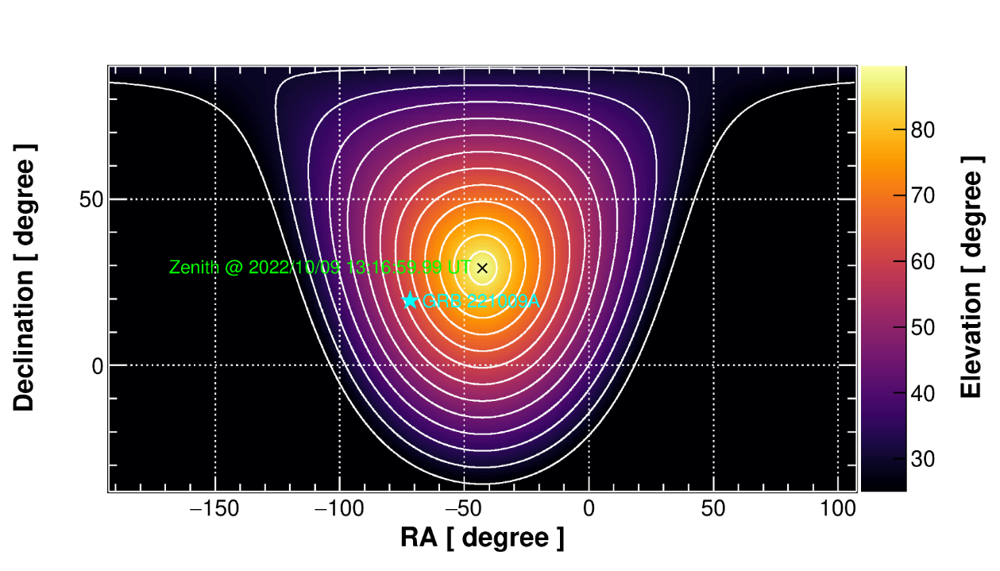 Declination [ degree ]
50
0
Zenith @ 2022/10/09 13:16:59.99 UT
GRB 221009A
−150
−100
−50
0
50
100
RA [ degree ]
80
70
60
50
40
30
Elevation [ degree ]